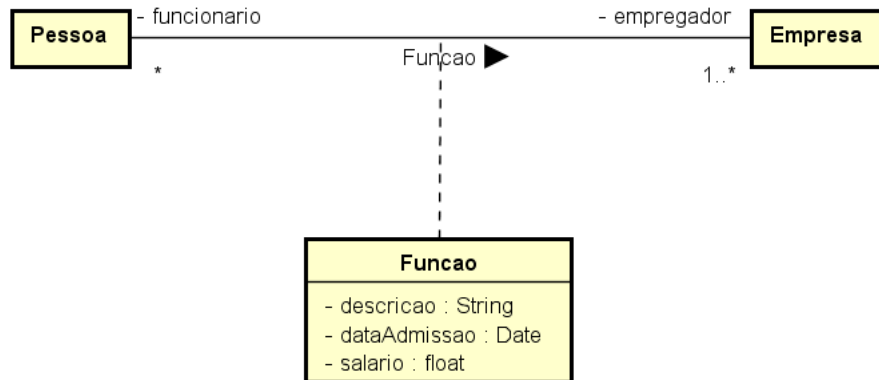 - funcionario
- empregador
Pessoa
Empresa
Funcao
*
1..*
Funcao
- descricao : String
- dataAdmissao : Date
- salario : float